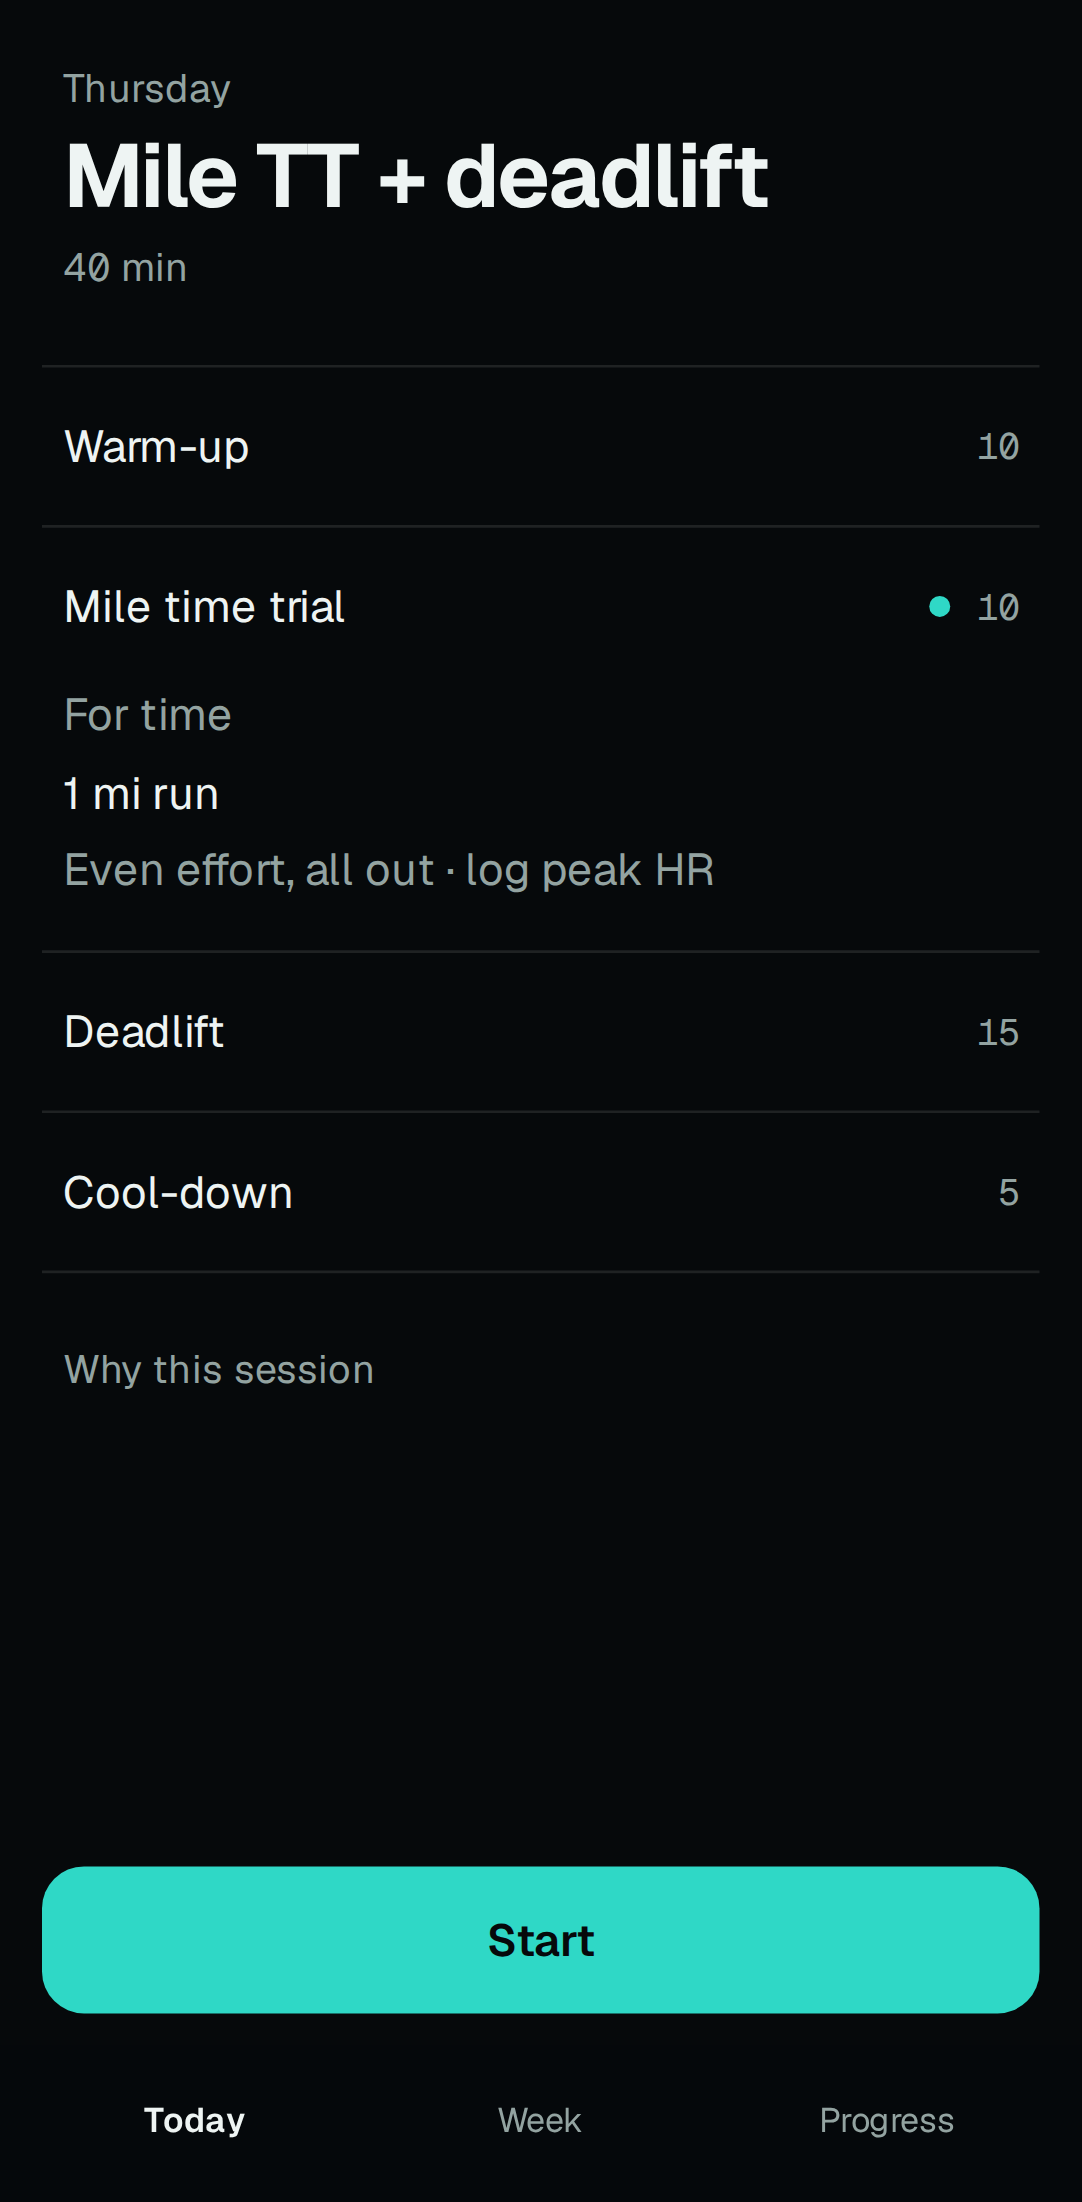 Thursday
Mile TT + deadlift
40 min
Warm-up 10
Mile time trial 10
For time
1 mi run
Even effort, all out · log peak HR
Deadlift 15
Cool-down 5
Why this session
Start
Today Week Progress